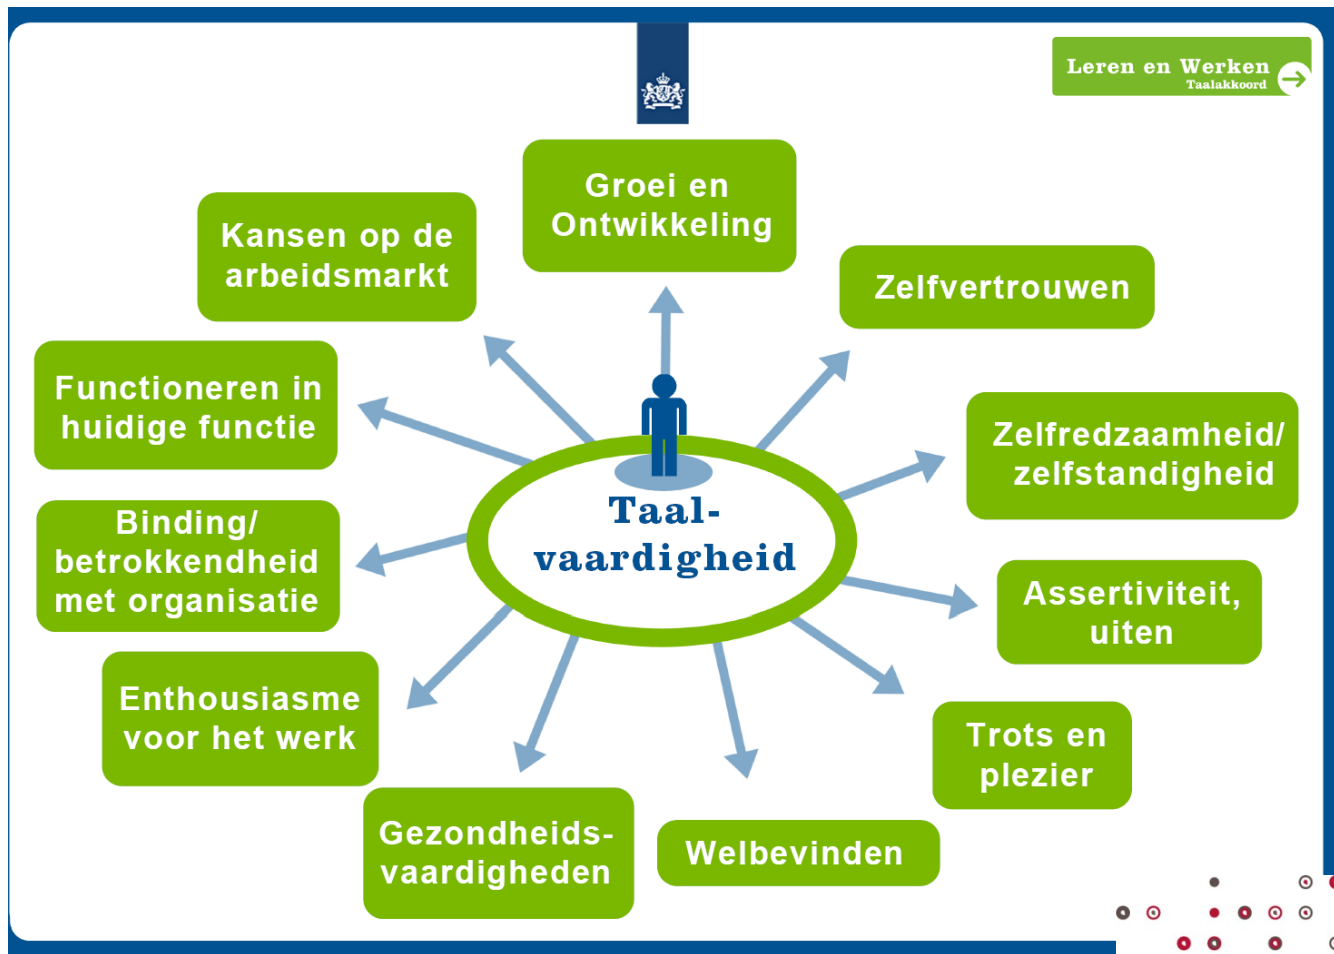 Leren en Werken
Taalakkoord
Groei en
Ontwikkeling
Kansen op de
arbeidsmarkt
Zelfvertrouwen
Functioneren in
huidige functie
Zelfredzaamheid/
zelfstandigheid
Taal-
vaardigheid
Binding/
betrokkendheid
met organisatie
Assertiviteit,
uiten
Enthousiasme
voor het werk
Trots en
plezier
Gezondheids-
vaardigheden
Welbevinden